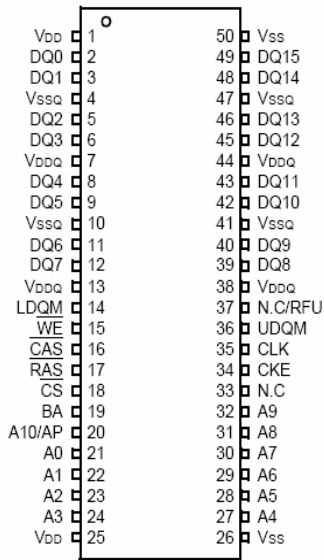 VDD 1 50 VSS
DQ0 2 49 DQ15
DQ1 3 48 DQ14
VSSQ 4 47 VSSQ
DQ2 5 46 DQ13
DQ3 6 45 DQ12
VDDQ 7 44 VDDQ
DQ4 8 43 DQ11
DQ5 9 42 DQ10
VSSQ 10 41 VSSQ
DQ6 11 40 DQ9
DQ7 12 39 DQ8
VDDQ 13 38 VDDQ
LDQM 14 37 N.C/RFU
WE 15 36 UDQM
CAS 16 35 CLK
RAS 17 34 CKE
CS 18 33 N.C
BA 19 32 A9
A10/AP 20 31 A8
A0 21 30 A7
A1 22 29 A6
A2 23 28 A5
A3 24 27 A4
VDD 25 26 VSS